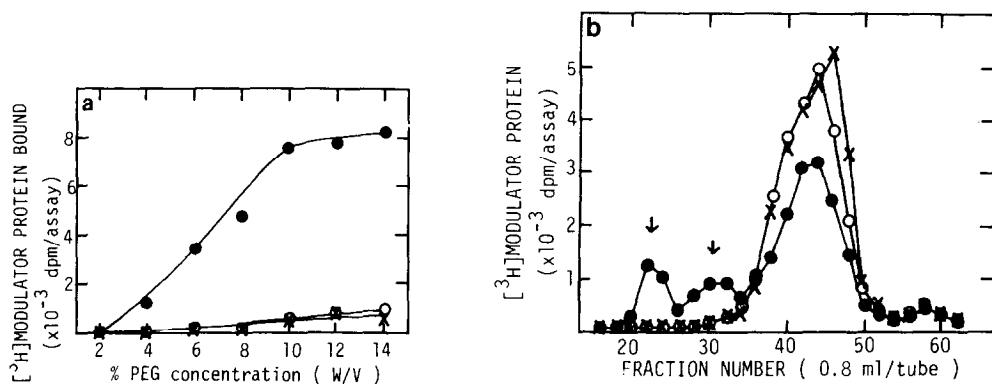 a
[³H]MODULATOR PROTEIN BOUND
(x10⁻³ dpm/assay)
8
6
4
2
2 4 6 8 10 12 14
% PEG concentration ( W/V )
b
[³H]MODULATOR PROTEIN
(x10⁻³ dpm/assay)
5
4
3
2
1
20 30 40 50 60
FRACTION NUMBER ( 0.8 ml/tube )